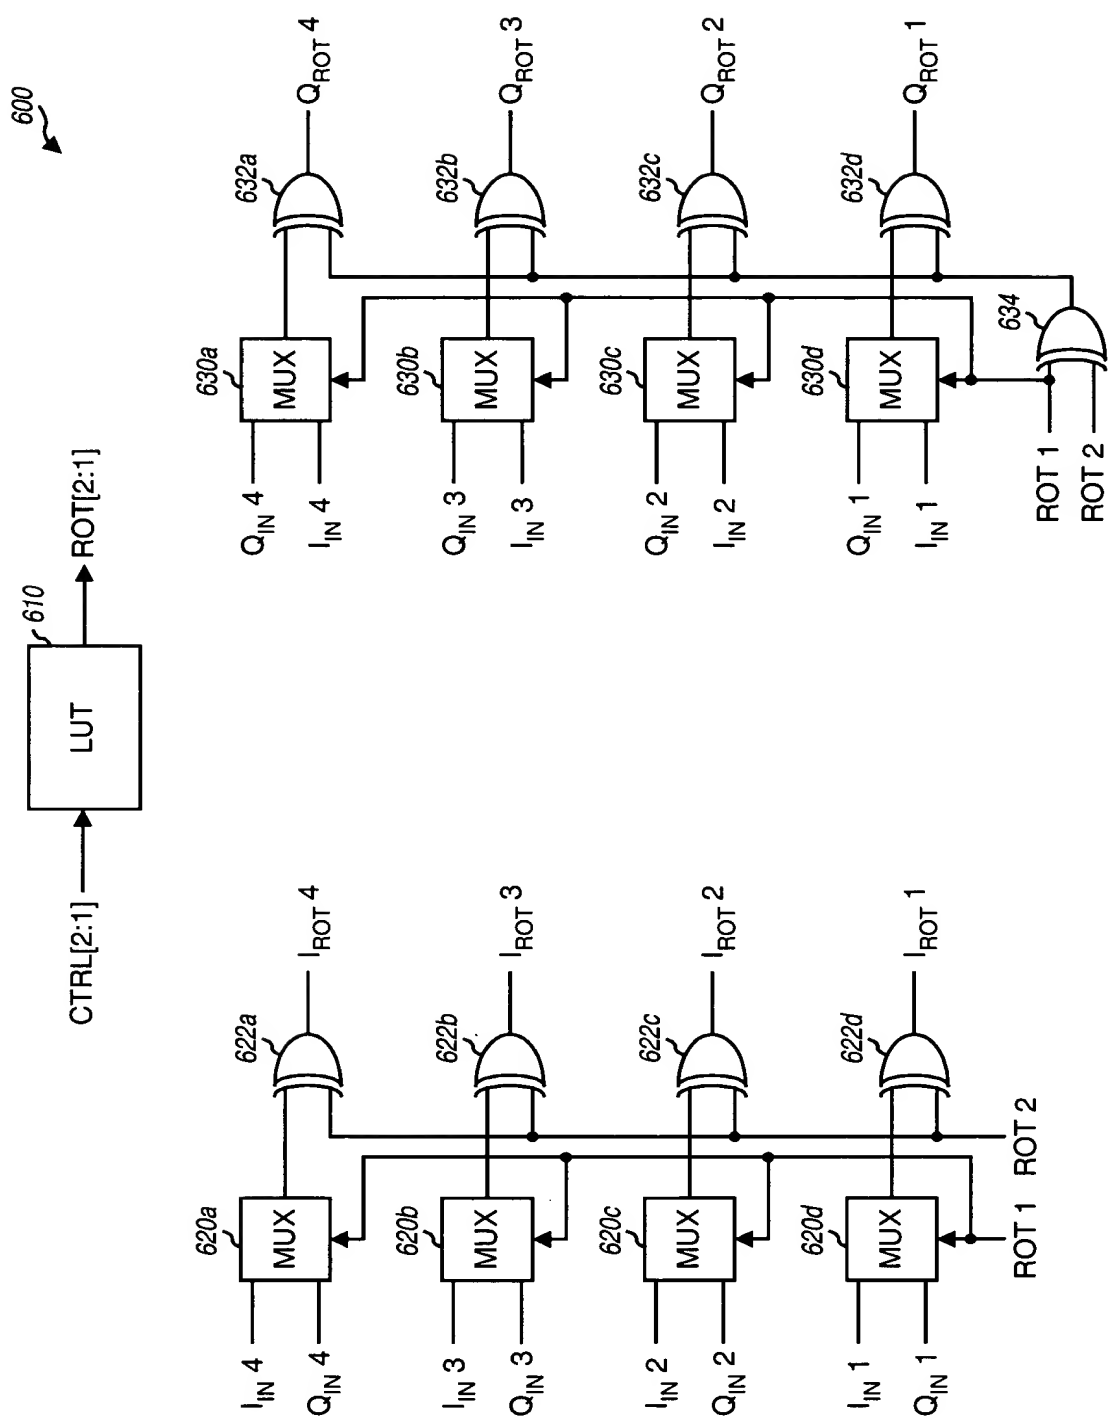 600
CTRL[2:1]
LUT
610
ROT[2:1]
I_IN 4
Q_IN 4
620a
MUX
622a
I_ROT 4
I_IN 3
Q_IN 3
620b
MUX
622b
I_ROT 3
I_IN 2
Q_IN 2
620c
MUX
622c
I_ROT 2
I_IN 1
Q_IN 1
620d
MUX
622d
I_ROT 1
ROT 1
ROT 2
Q_IN 4
I_IN 4
630a
MUX
632a
Q_ROT 4
Q_IN 3
I_IN 3
630b
MUX
632b
Q_ROT 3
Q_IN 2
I_IN 2
630c
MUX
632c
Q_ROT 2
Q_IN 1
I_IN 1
630d
MUX
632d
Q_ROT 1
ROT 1
ROT 2
634